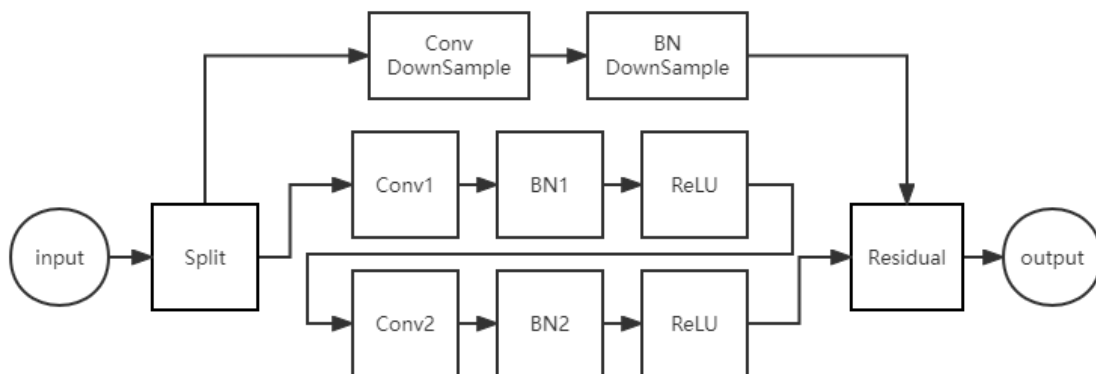 Conv
DownSample
BN
DownSample
Conv1
BN1
ReLU
input
Split
Residual
output
Conv2
BN2
ReLU